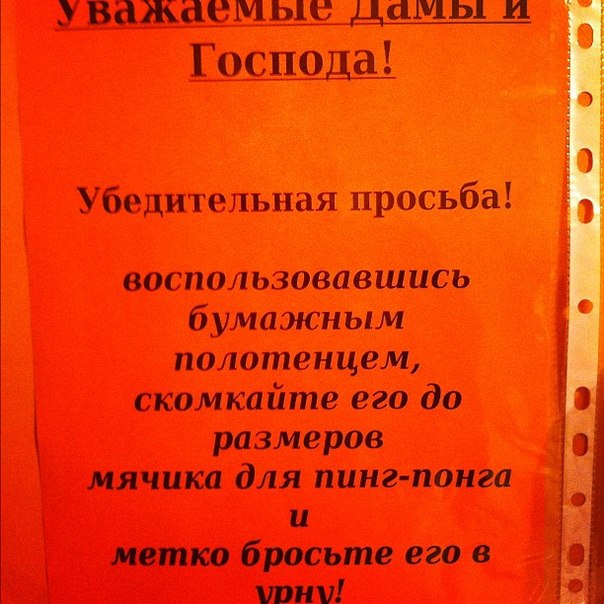 Уважаемые Дамы и
Господа!
Убедительная просьба!
воспользовавшись
бумажным
полотенцем,
скомкайте его до
размеров
мячика для пинг-понга
и
метко бросьте его в
урну!